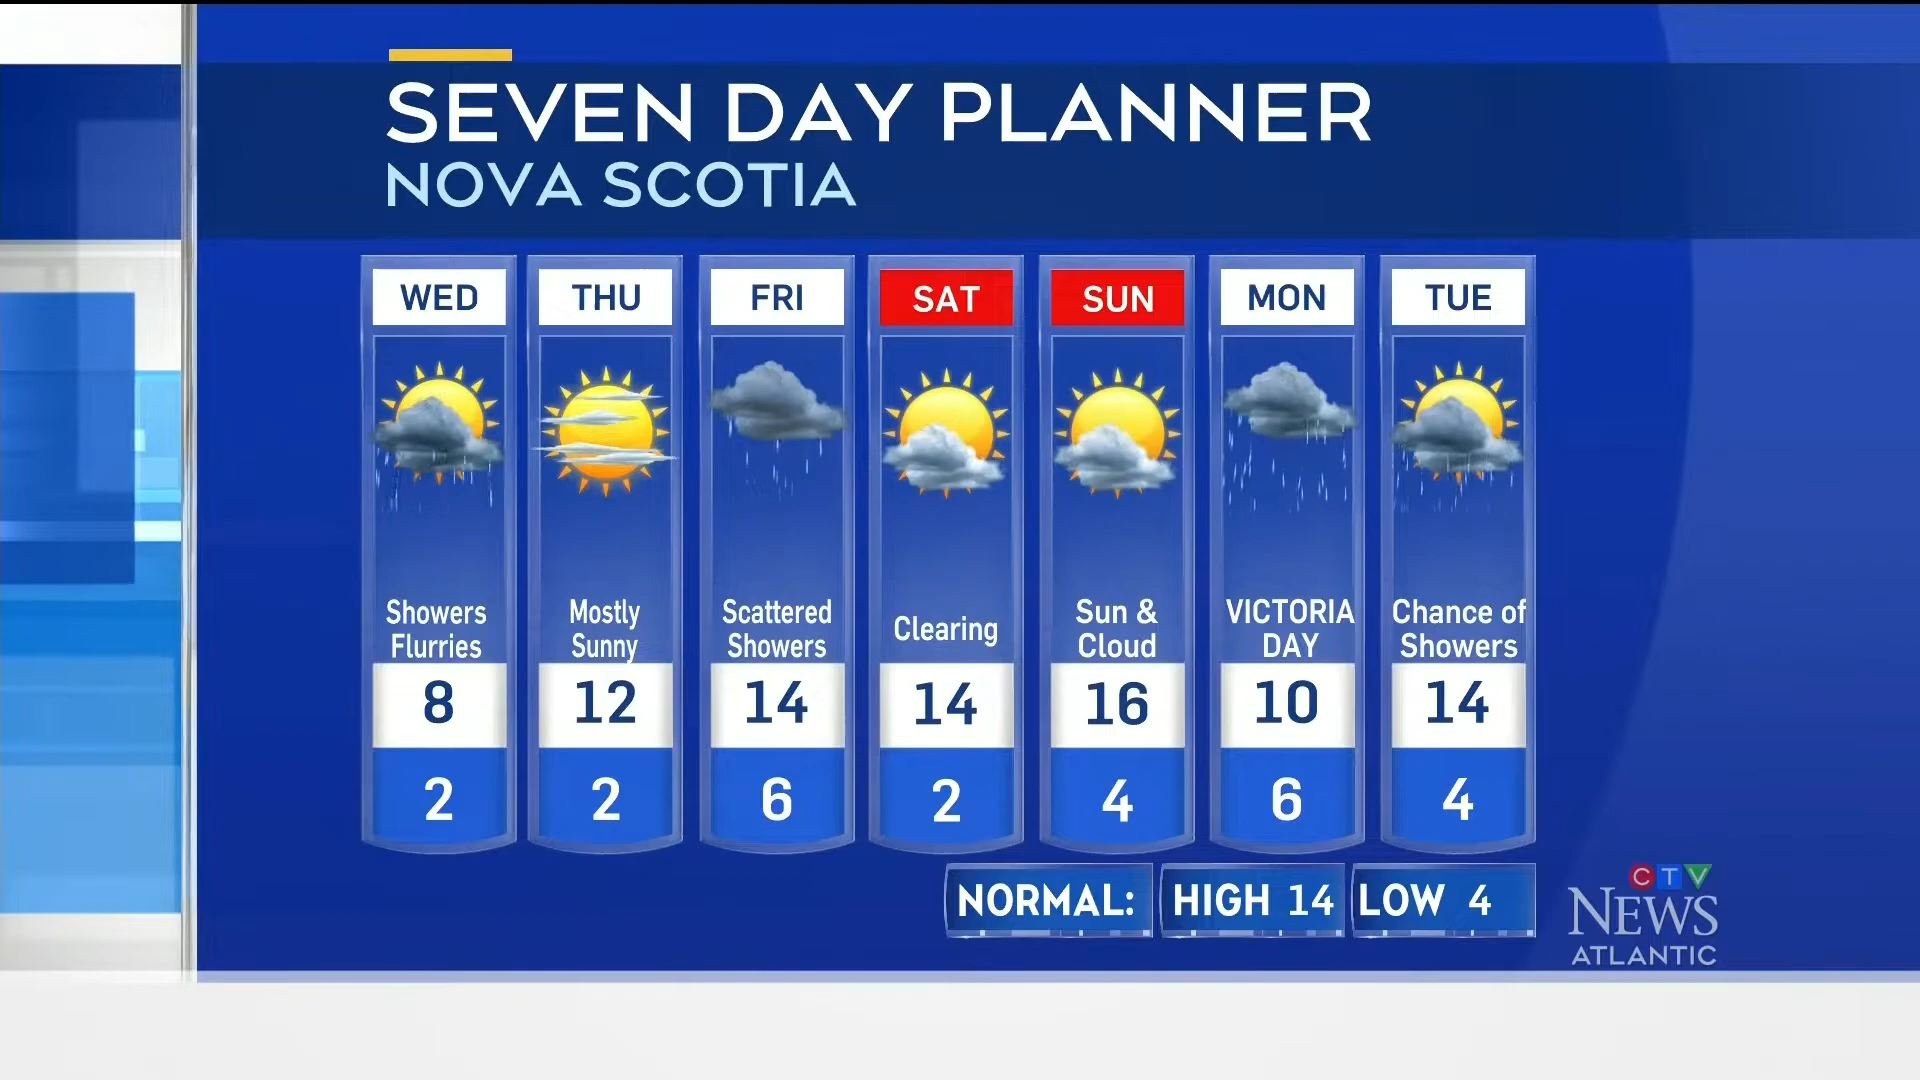 SEVEN DAY PLANNER
NOVA SCOTIA
WED THU FRI SAT SUN MON TUE
Showers Flurries
Mostly Sunny
Scattered Showers
Clearing
Sun & Cloud
VICTORIA DAY
Chance of Showers
8 12 14 14 16 10 14
2 2 6 2 4 6 4
NORMAL: HIGH 14 LOW 4
CTV
NEWS
ATLANTIC